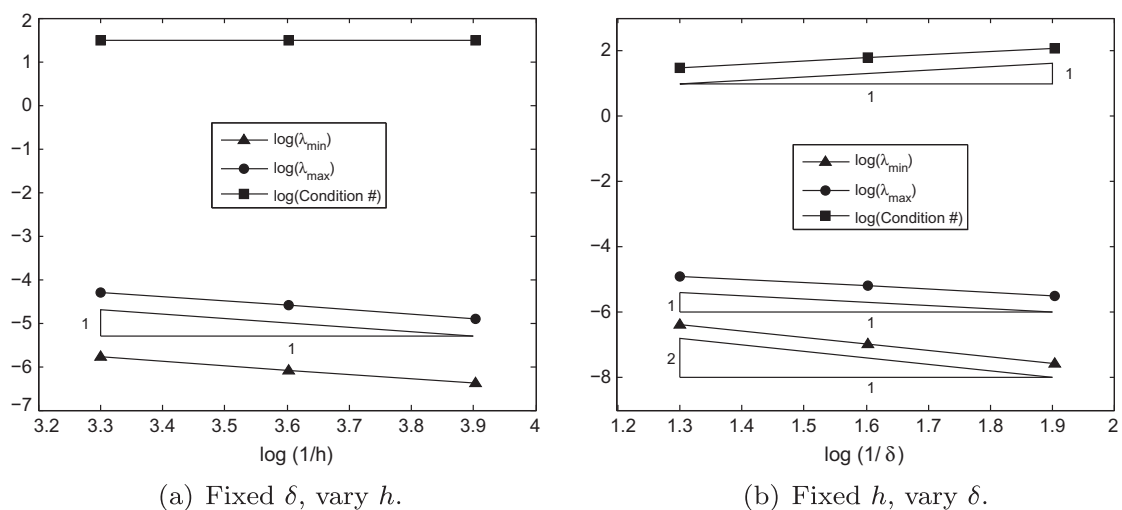 2
1
0
−1
−2
−3
−4
−5
−6
−7
3.2 3.3 3.4 3.5 3.6 3.7 3.8 3.9 4
log (1/h)
log(λmin)
log(λmax)
log(Condition #)
1
1
(a) Fixed δ, vary h.
2
0
−2
−4
−6
−8
1.2 1.3 1.4 1.5 1.6 1.7 1.8 1.9 2
log (1/ δ)
1
1
log(λmin)
log(λmax)
log(Condition #)
1
1
2
1
(b) Fixed h, vary δ.